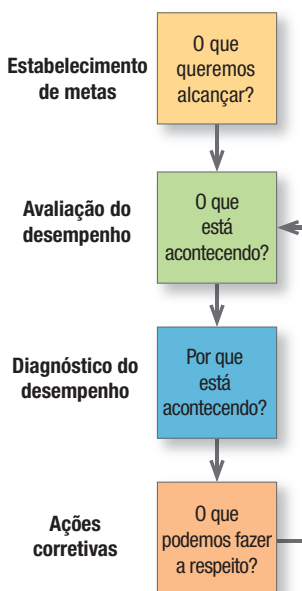 Estabelecimento
de metas
O que
queremos
alcançar?
Avaliação do
desempenho
O que
está
acontecendo?
Diagnóstico do
desempenho
Por que
está
acontecendo?
Ações
corretivas
O que
podemos fazer
a respeito?